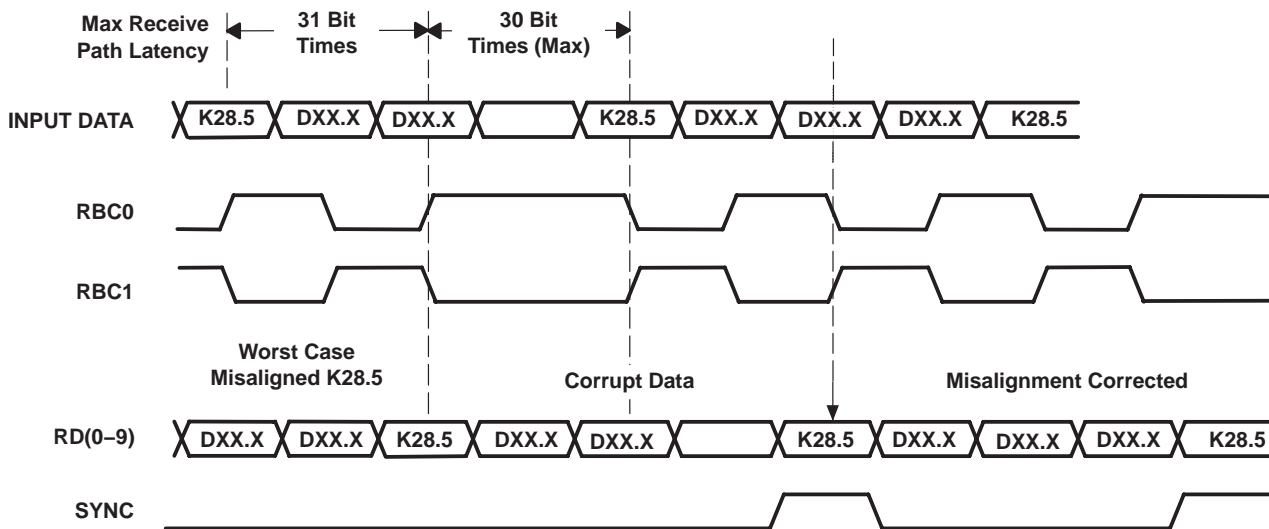 Max Receive
Path Latency
31 Bit
Times
30 Bit
Times (Max)
INPUT DATA
K28.5 DXX.X DXX.X K28.5 DXX.X DXX.X DXX.X K28.5
RBC0
RBC1
Worst Case
Misaligned K28.5
Corrupt Data
Misalignment Corrected
RD(0–9)
DXX.X DXX.X K28.5 DXX.X DXX.X K28.5 DXX.X DXX.X DXX.X K28.5
SYNC